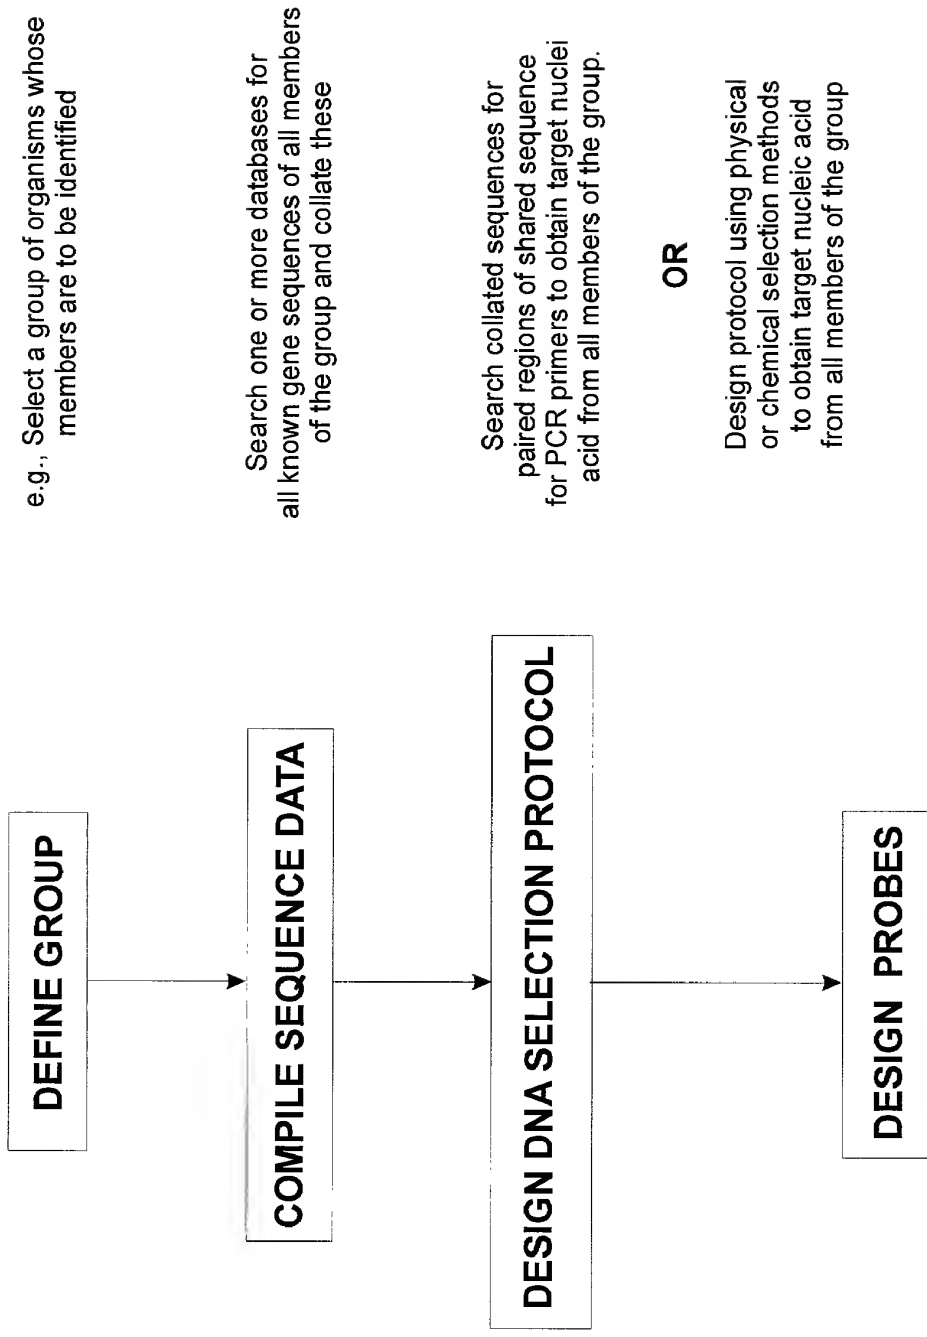 DEFINE GROUP
e.g., Select a group of organisms whose
members are to be identified
COMPILE SEQUENCE DATA
Search one or more databases for
all known gene sequences of all members
of the group and collate these
DESIGN DNA SELECTION PROTOCOL
Search collated sequences for
paired regions of shared sequence
for PCR primers to obtain target nuclei
acid from all members of the group.
OR
Design protocol using physical
or chemical selection methods
to obtain target nucleic acid
from all members of the group
DESIGN PROBES